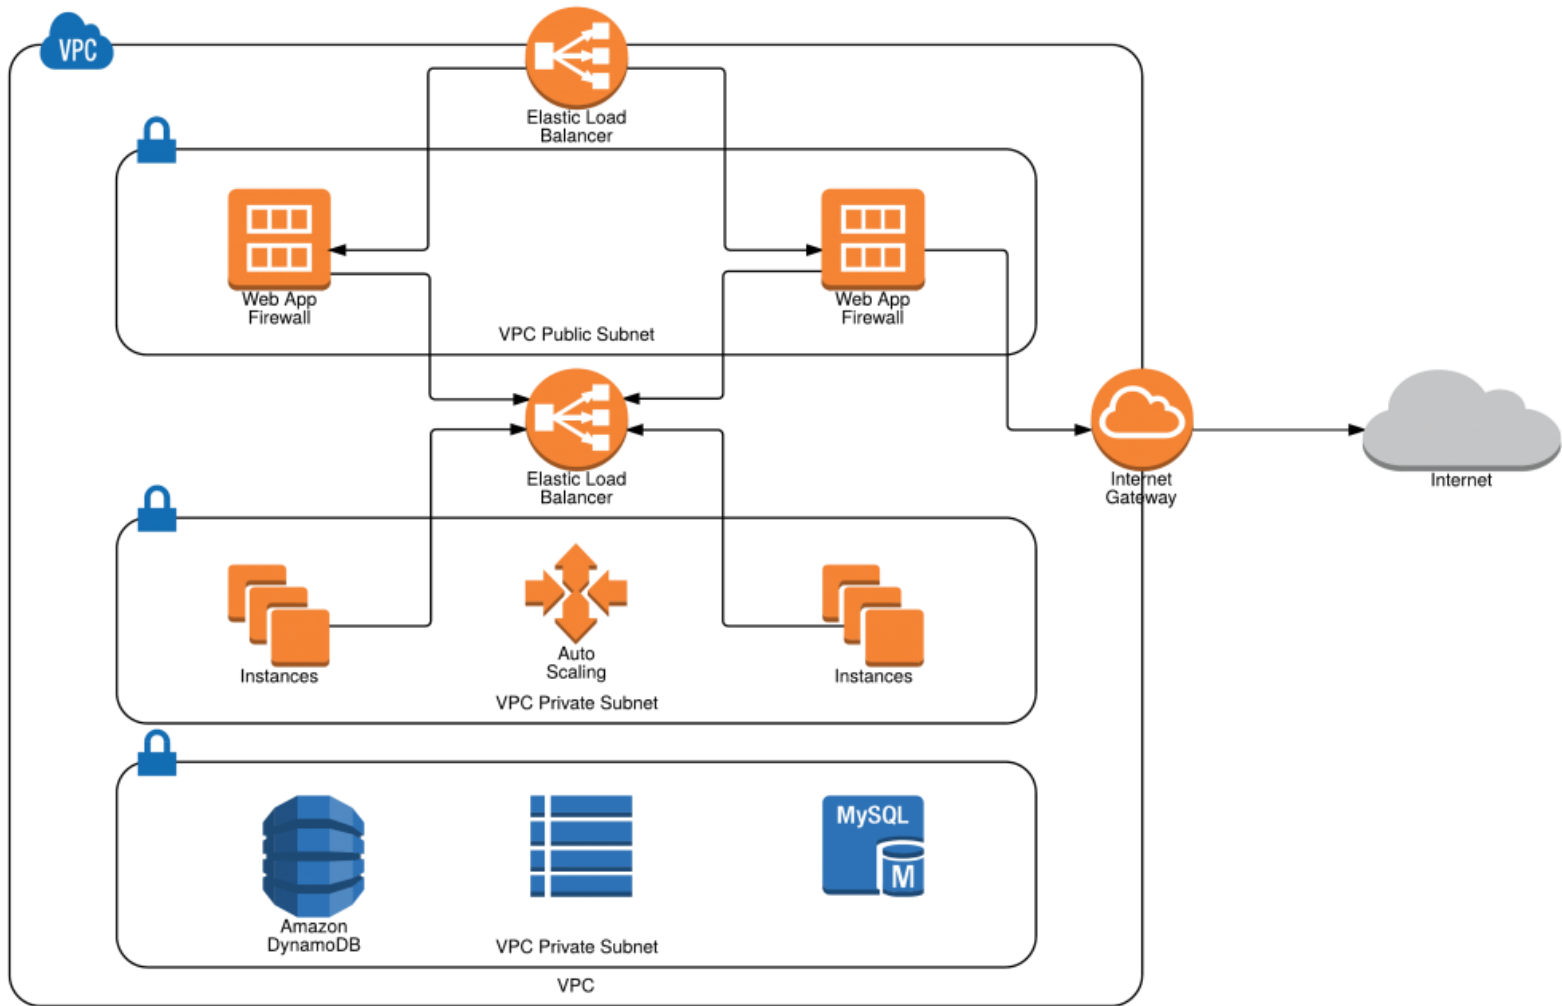 VPC
Elastic Load
Balancer
Web App
Firewall
Web App
Firewall
VPC Public Subnet
Elastic Load
Balancer
Internet
Gateway
Internet
Instances
Auto
Scaling
Instances
VPC Private Subnet
MySQL
M
Amazon
DynamoDB
VPC Private Subnet
VPC